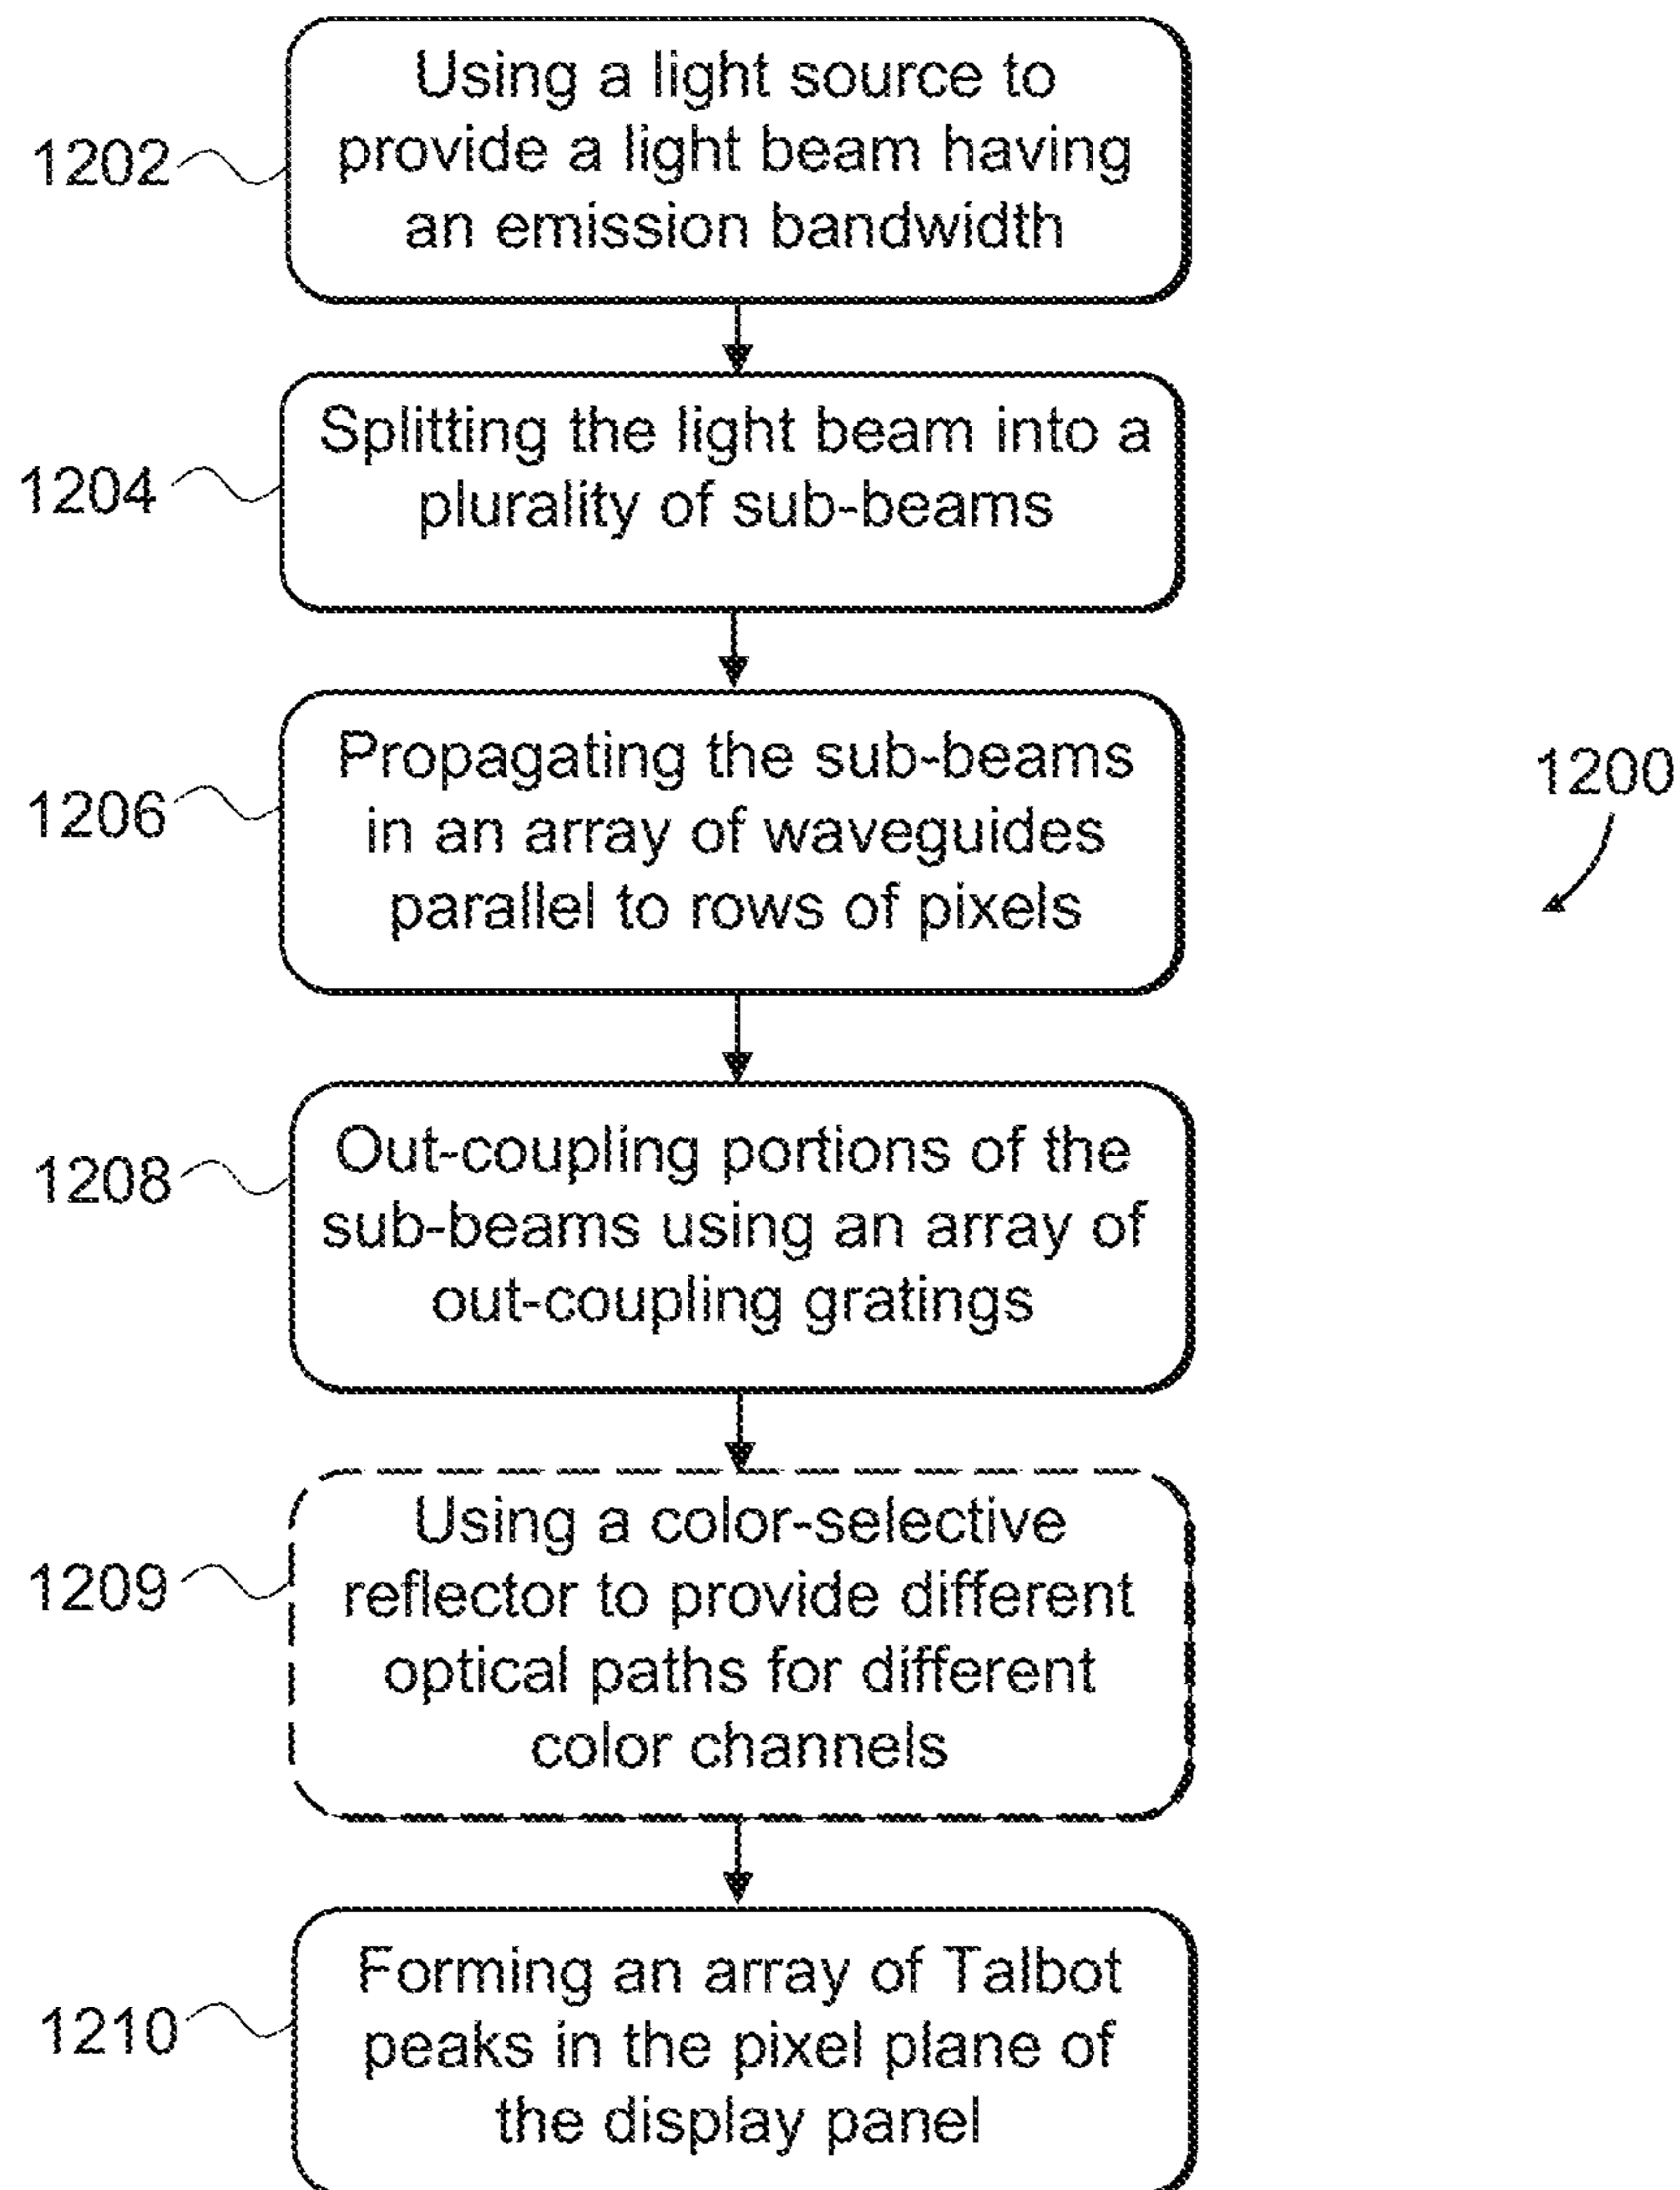 Using a light source to
provide a light beam having
an emission bandwidth
1202
Splitting the light beam into a
plurality of sub-beams
1204
Propagating the sub-beams
in an array of waveguides
parallel to rows of pixels
1206
1200
Out-coupling portions of the
sub-beams using an array of
out-coupling gratings
1208
Using a color-selective
reflector to provide different
optical paths for different
color channels
1209
Forming an array of Talbot
peaks in the pixel plane of
the display panel
1210